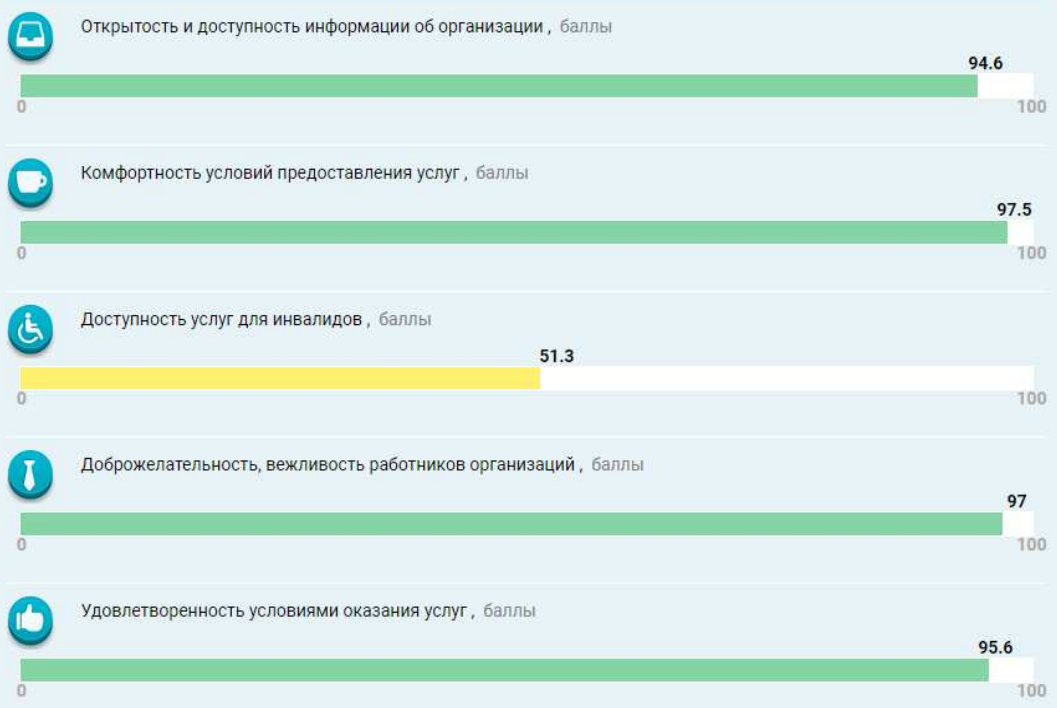 Открытость и доступность информации об организации , баллы
94.6
0 100
Комфортность условий предоставления услуг , баллы
97.5
0 100
Доступность услуг для инвалидов , баллы
51.3
0 100
Доброжелательность, вежливость работников организаций , баллы
97
0 100
Удовлетворенность условиями оказания услуг , баллы
95.6
0 100